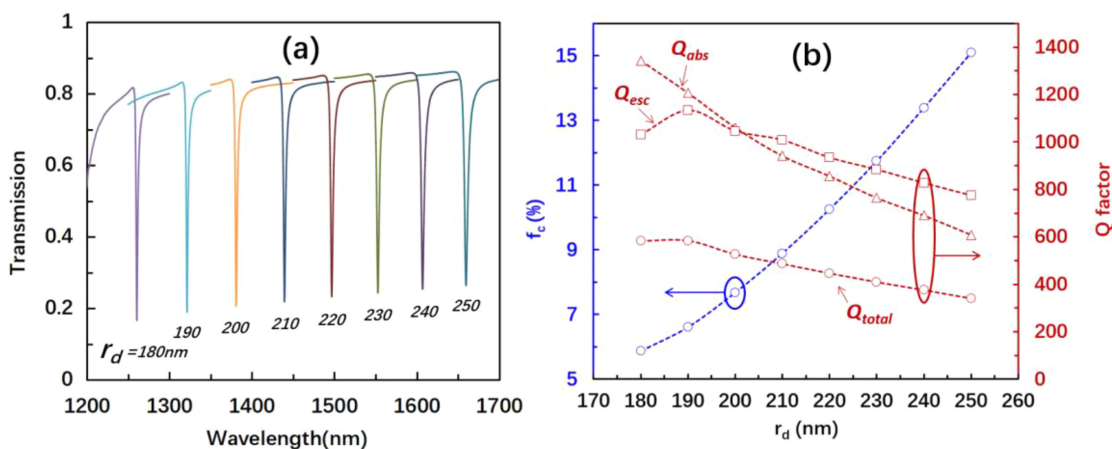 (a)
1
0.8
0.6
0.4
0.2
0
Transmission
190 200 210 220 230 240 250
r_d =180nm
1200 1300 1400 1500 1600 1700
Wavelength(nm)
(b)
15
13
11
9
7
5
f_c (%)
Q_abs
Q_esc
Q_total
1400
1200
1000
800
600
400
200
0
Q factor
170 180 190 200 210 220 230 240 250 260
r_d (nm)